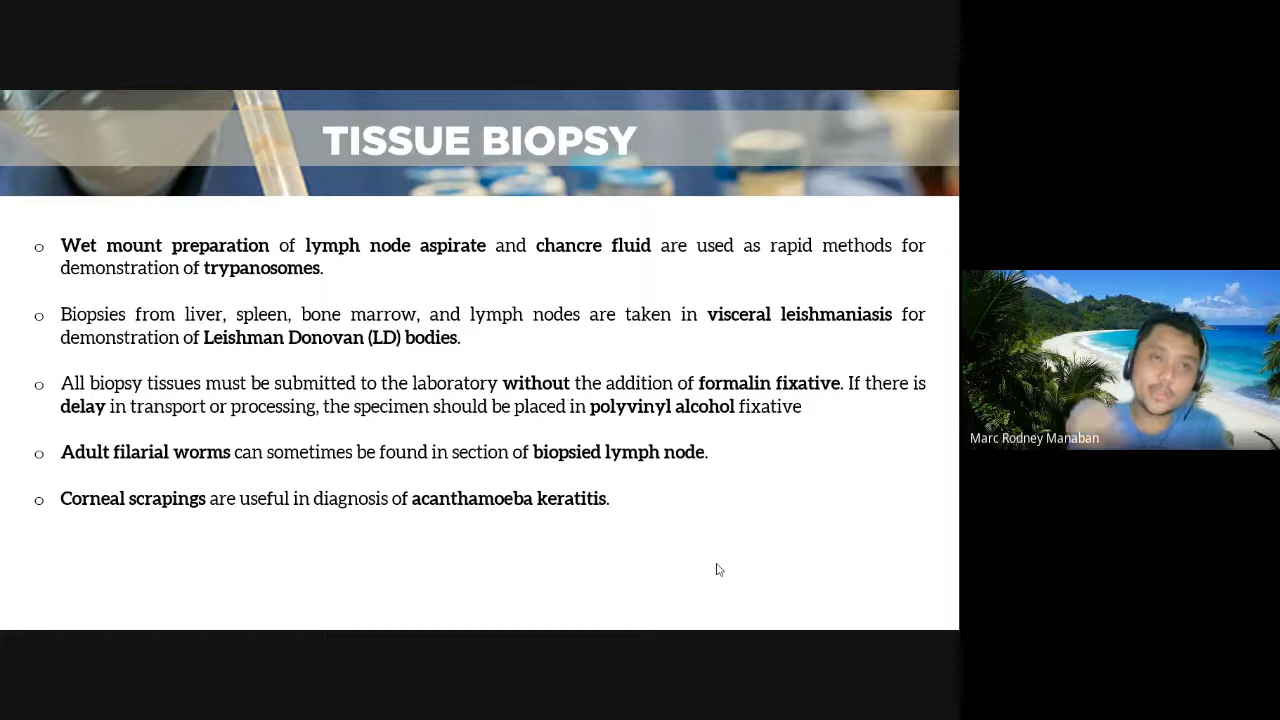 TISSUE BIOPSY
o Wet mount preparation of lymph node aspirate and chancre fluid are used as rapid methods for
demonstration of trypanosomes.
o Biopsies from liver, spleen, bone marrow, and lymph nodes are taken in visceral leishmaniasis for
demonstration of Leishman Donovan (LD) bodies.
o All biopsy tissues must be submitted to the laboratory without the addition of formalin fixative. If there is
delay in transport or processing, the specimen should be placed in polyvinyl alcohol fixative
o Adult filarial worms can sometimes be found in section of biopsied lymph node.
o Corneal scrapings are useful in diagnosis of acanthamoeba keratitis.
Marc Rodney Manaban